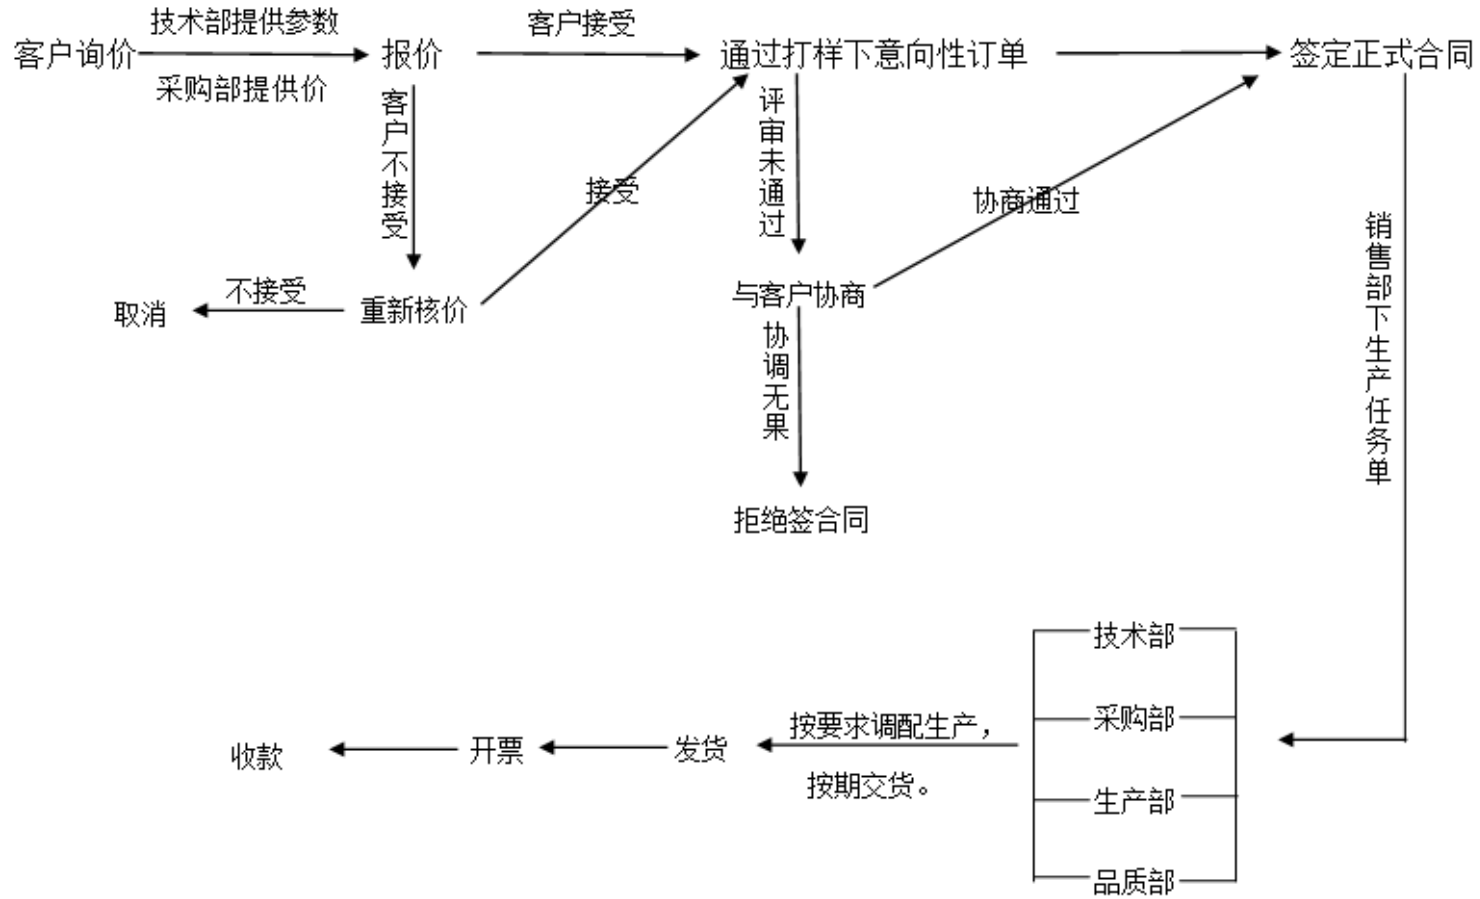 技术部提供参数
客户接受
客户询价
报价
通过打样下意向性订单
签定正式合同
采购部提供价
客户不接受
评审未通过
接受
协商通过
销售部下生产任务单
不接受
取消
重新核价
与客户协商
协调无果
拒绝签合同
技术部
采购部
生产部
品质部
按要求调配生产，
按期交货。
发货
开票
收款